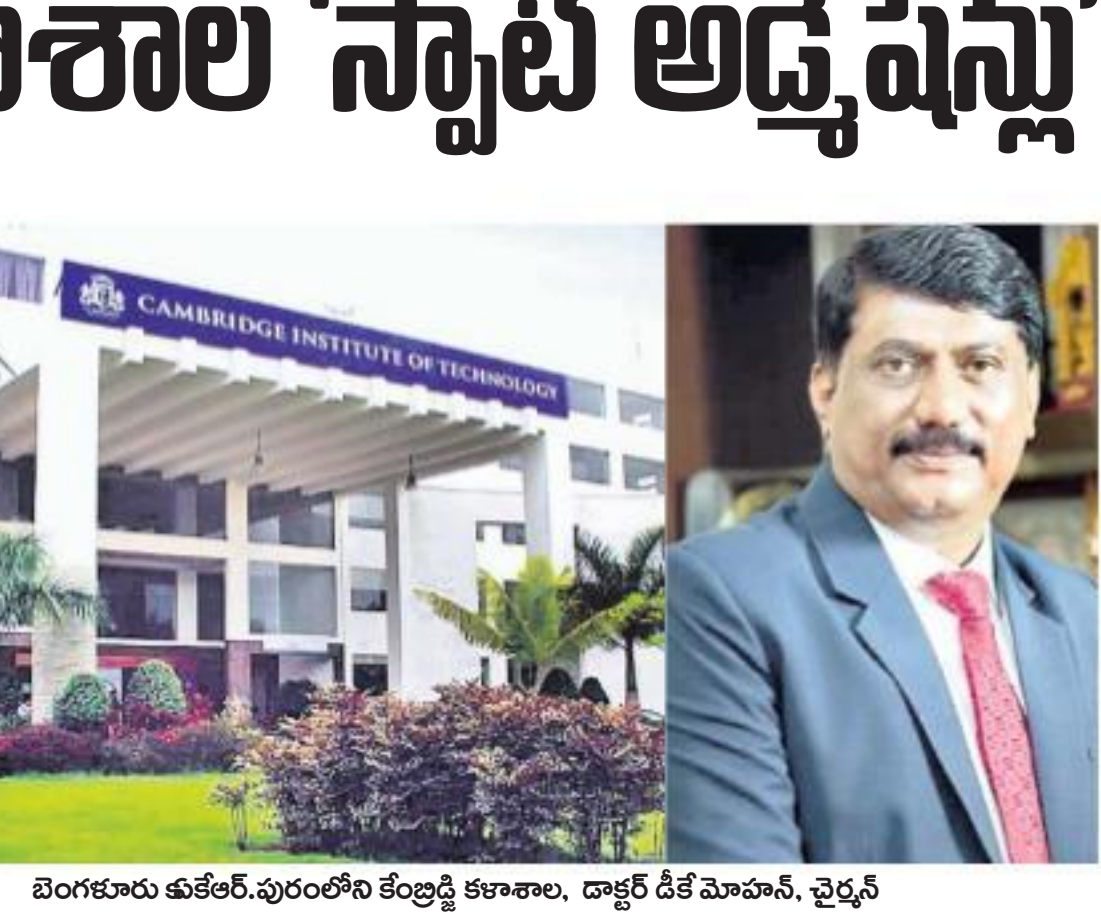 శాల 'స్పాట్ అడ్మిషన్లు'
CAMBRIDGE INSTITUTE OF TECHNOLOGY
బెంగళూరు కేఆర్.పురంలోని కేంబ్రిడ్జి కళాశాల, డాక్టర్ డీకే మోహన్, ఛైర్మన్